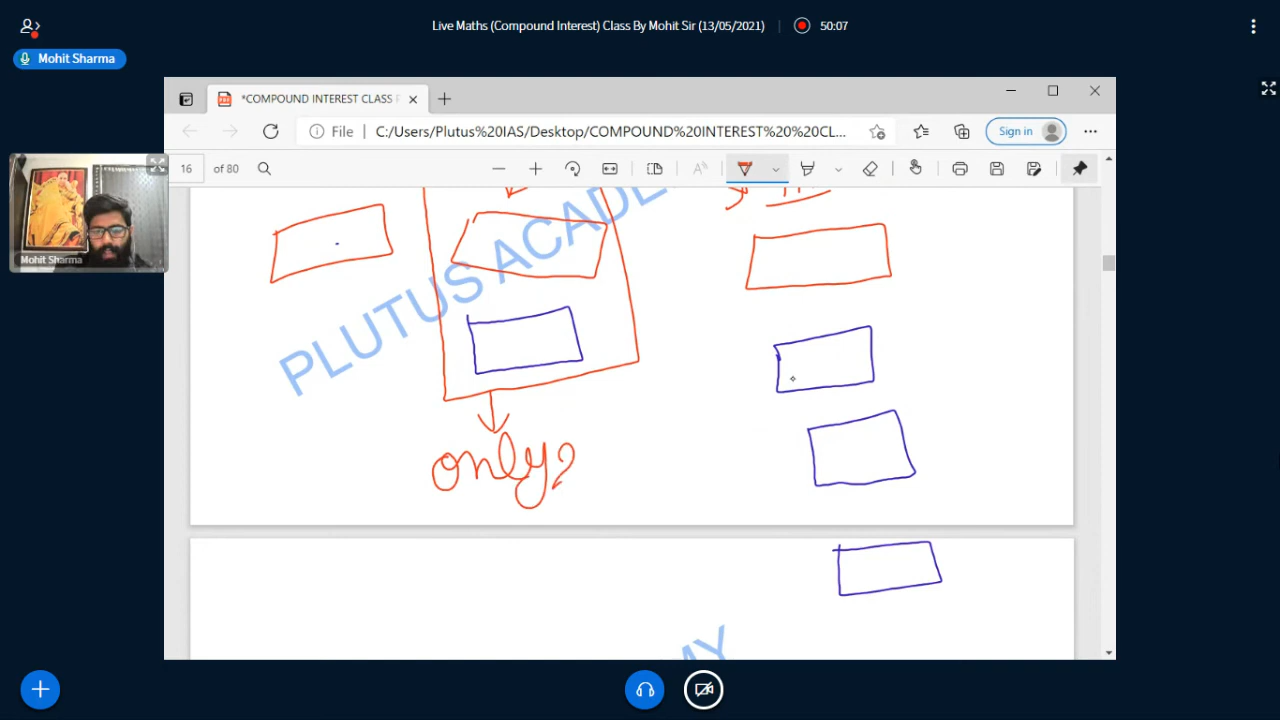 Live Maths (Compound Interest) Class By Mohit Sir (13/05/2021)
50:07
Mohit Sharma
*COMPOUND INTEREST CLASS P
File
C:/Users/Plutus%20IAS/Desktop/COMPOUND%20INTEREST%20%20CL...
Sign in
16
of 80
Mohit Sharma
PLUTUS ACADE
only?
MY